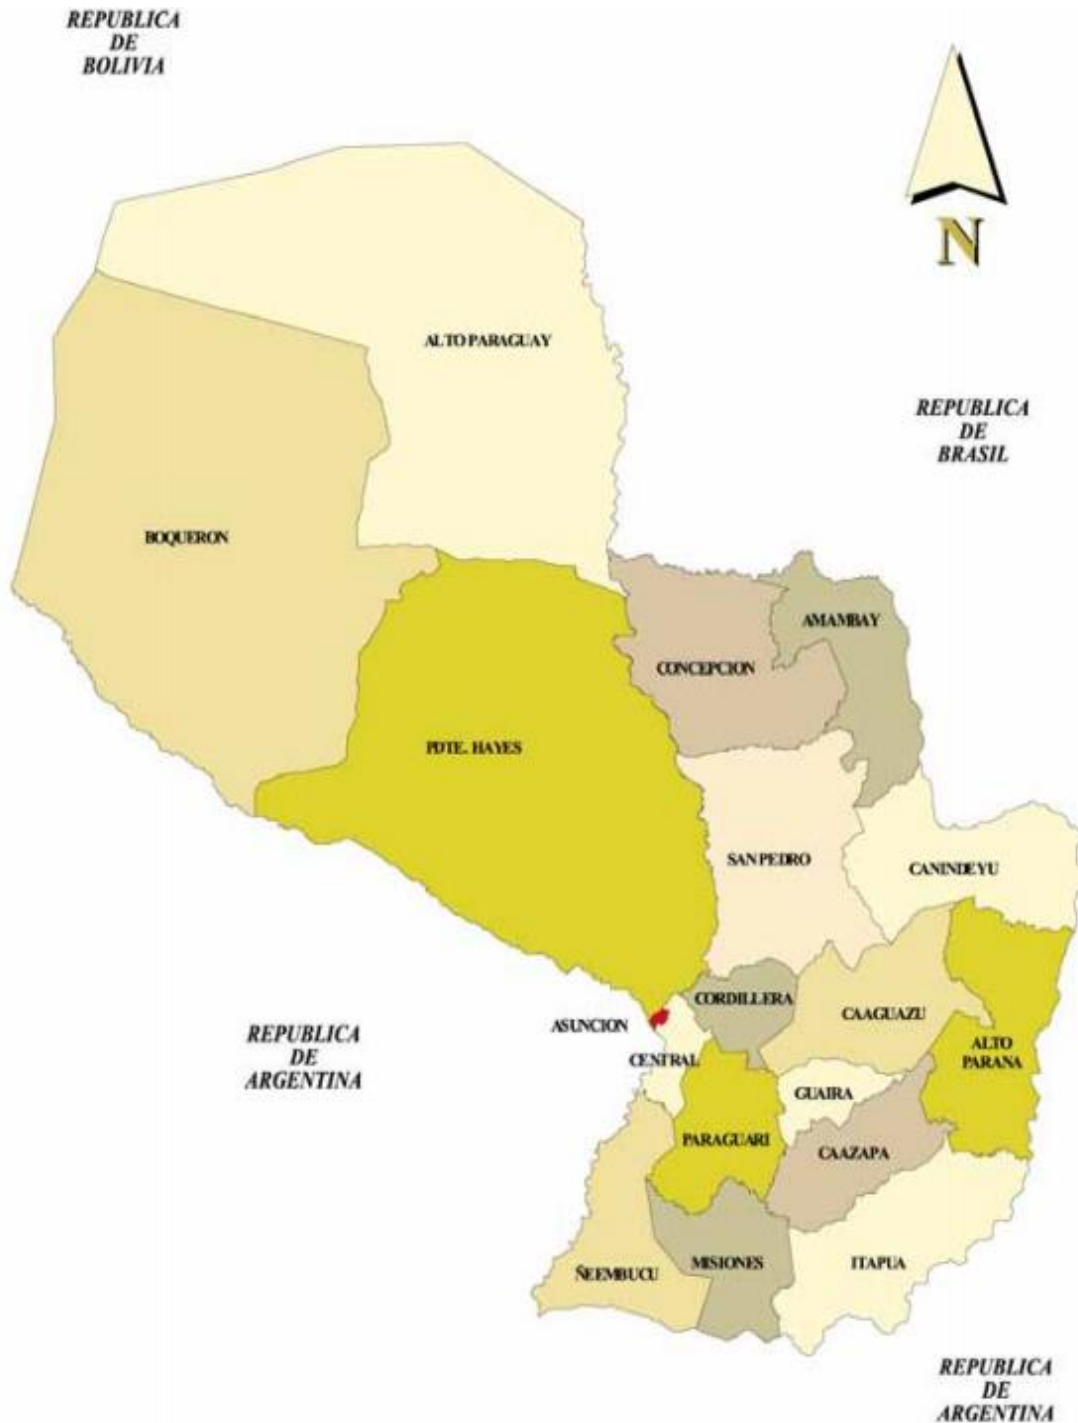 REPUBLICA
DE
BOLIVIA
N
ALTO PARAGUAY
REPUBLICA
DE
BRASIL
BOQUERON
AMAMBAY
CONCEPCION
PDTE. HAYES
SAN PEDRO
CANINDEYU
CORDILLERA
CAAGUAZU
ASUNCION
REPUBLICA
DE
ARGENTINA
ALTO
PARANA
CENTRAL
GUAIRA
PARAGUARI
CAAZAPA
MISIONES
ITAPUA
ÑEEMBUCU
REPUBLICA
DE
ARGENTINA